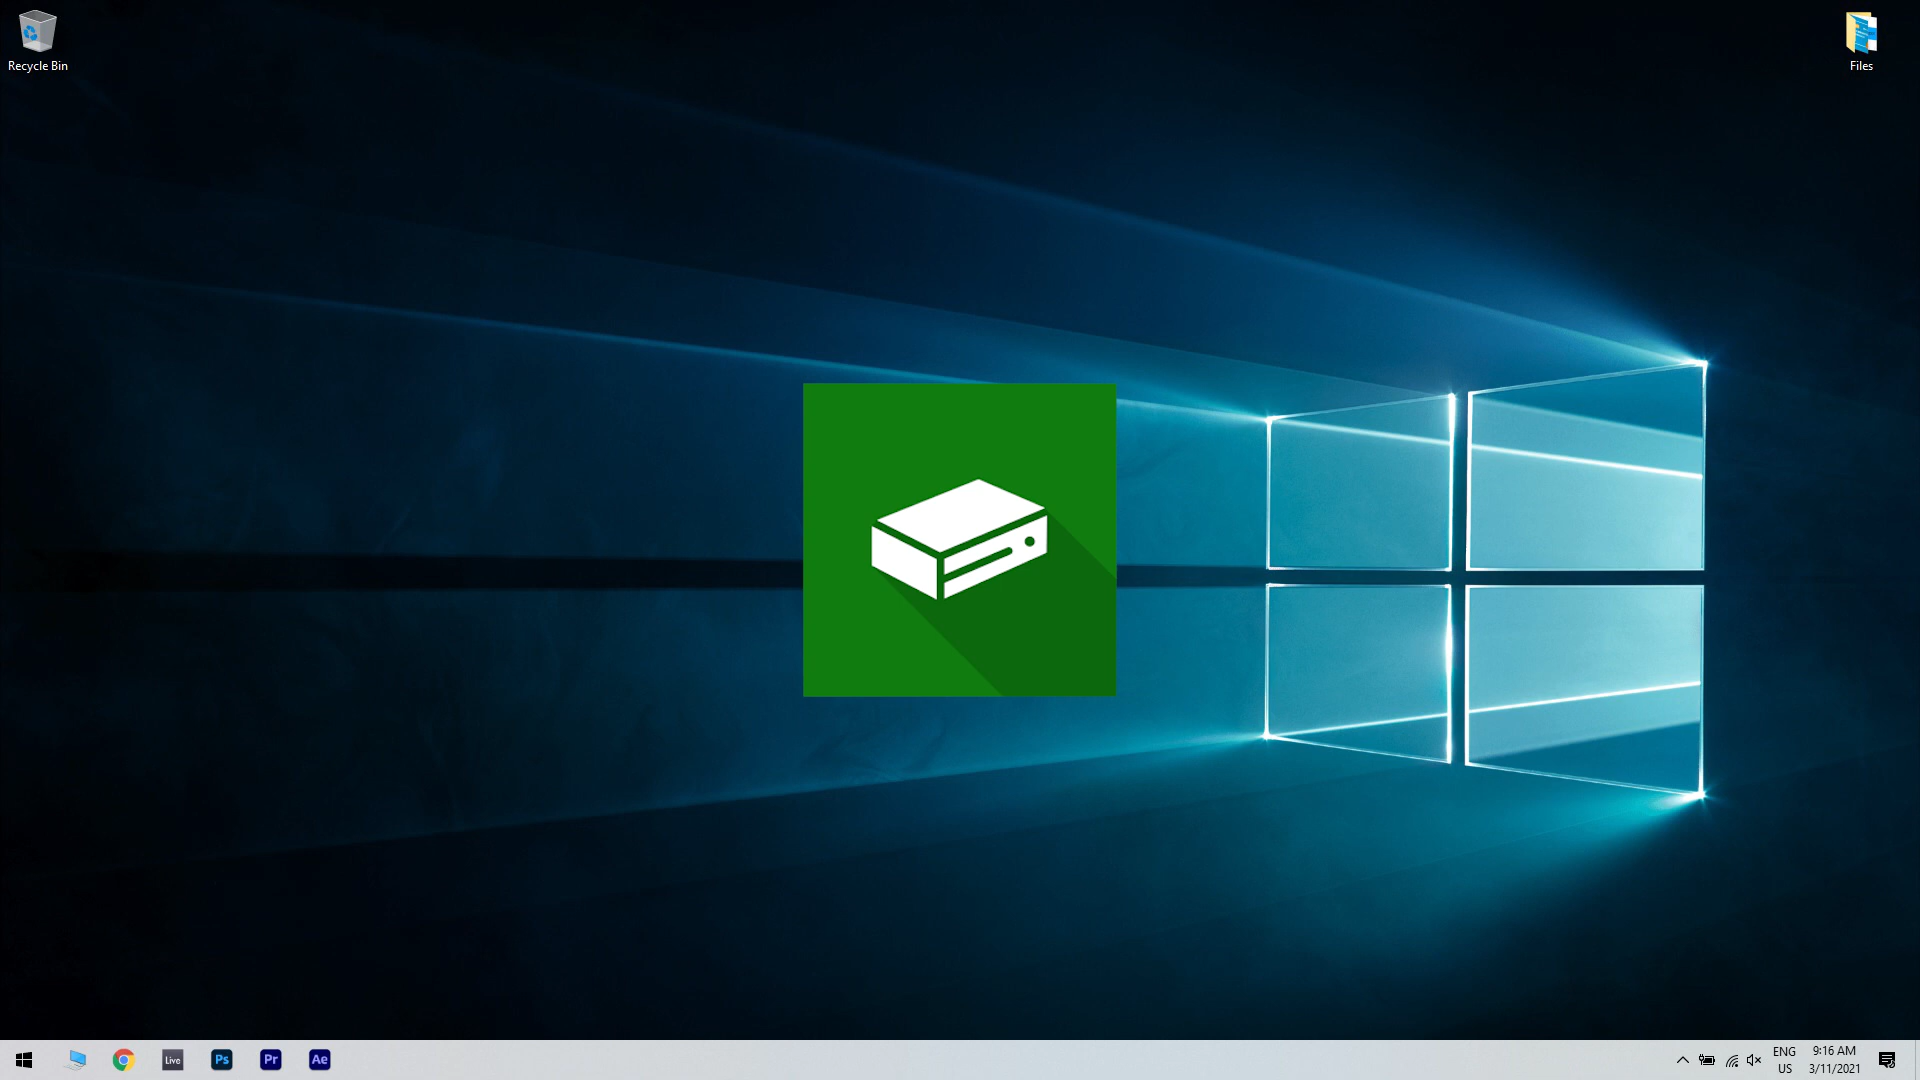 Recycle Bin
Files
Live
Ps
Pr
Ae
ENG
US
9:16 AM
3/11/2021